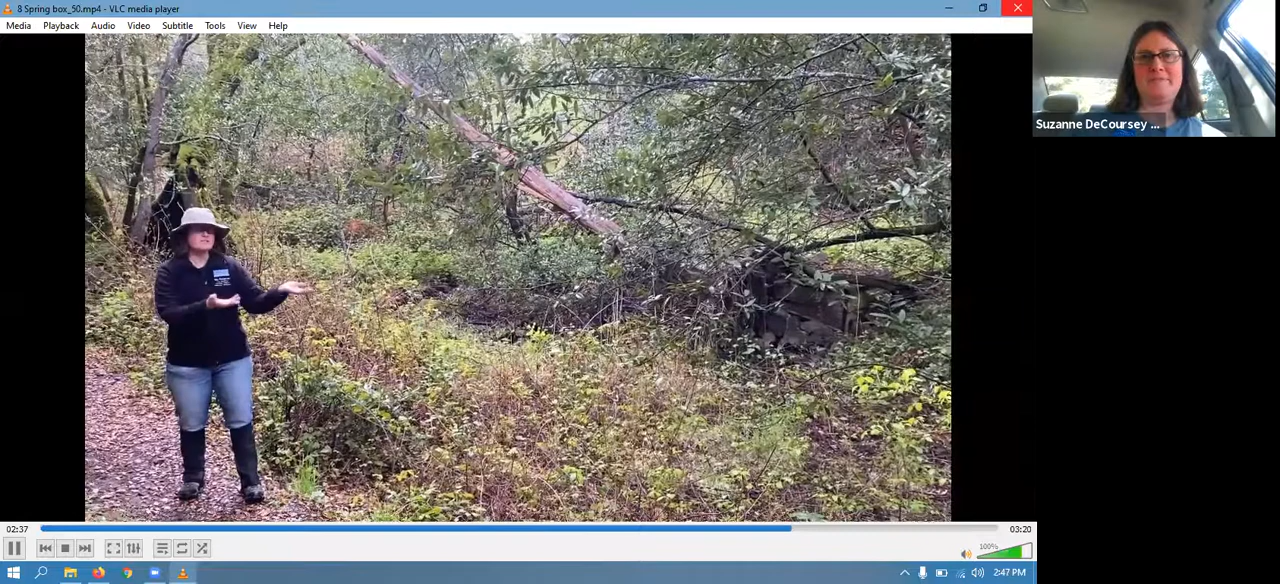 8 Spring box_50.mp4 - VLC media player
Media Playback Audio Video Subtitle Tools View Help
Suzanne DeCoursey ...
02:37
03:20
100%
2:47 PM